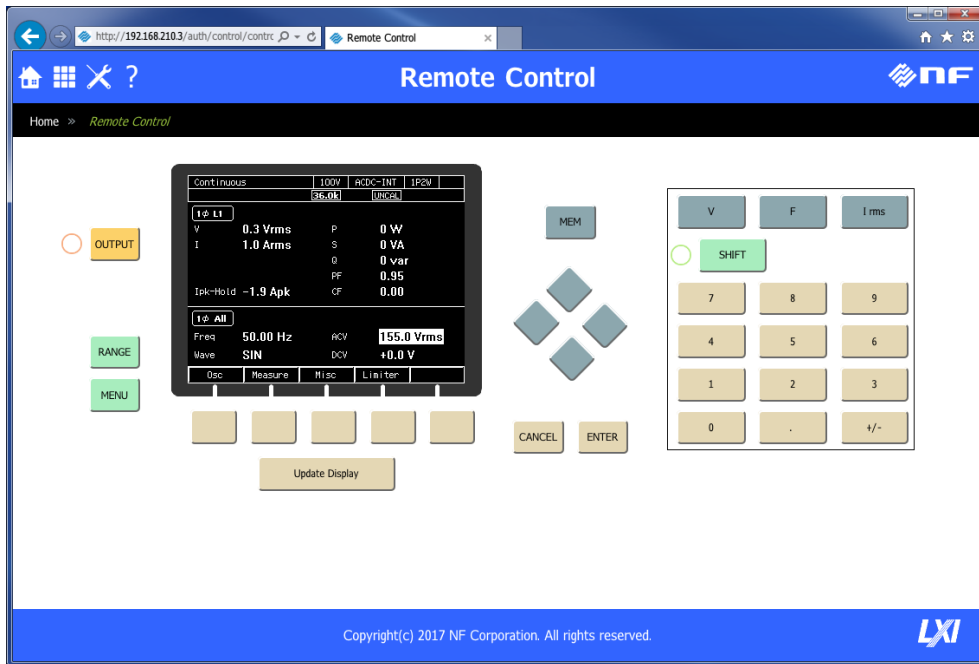 http://192.168.210.3/auth/control/contrc
Remote Control
?
Remote Control
nF
Home » Remote Control
Continuous 100V ACDC-INT 1P2W
36.0k UNCAL
1φ L1
V 0.3 Vrms P 0 W
I 1.0 Arms S 0 VA
Q 0 var
PF 0.95
Ipk-Hold -1.9 Apk CF 0.00
1φ All
Freq 50.00 Hz ACV 155.0 Vrms
Wave SIN DCV +0.0 V
Osc Measure Misc Limiter
OUTPUT
RANGE
MENU
Update Display
MEM
CANCEL ENTER
V F I rms
SHIFT
7 8 9
4 5 6
1 2 3
0 . +/-
Copyright(c) 2017 NF Corporation. All rights reserved.
LXI